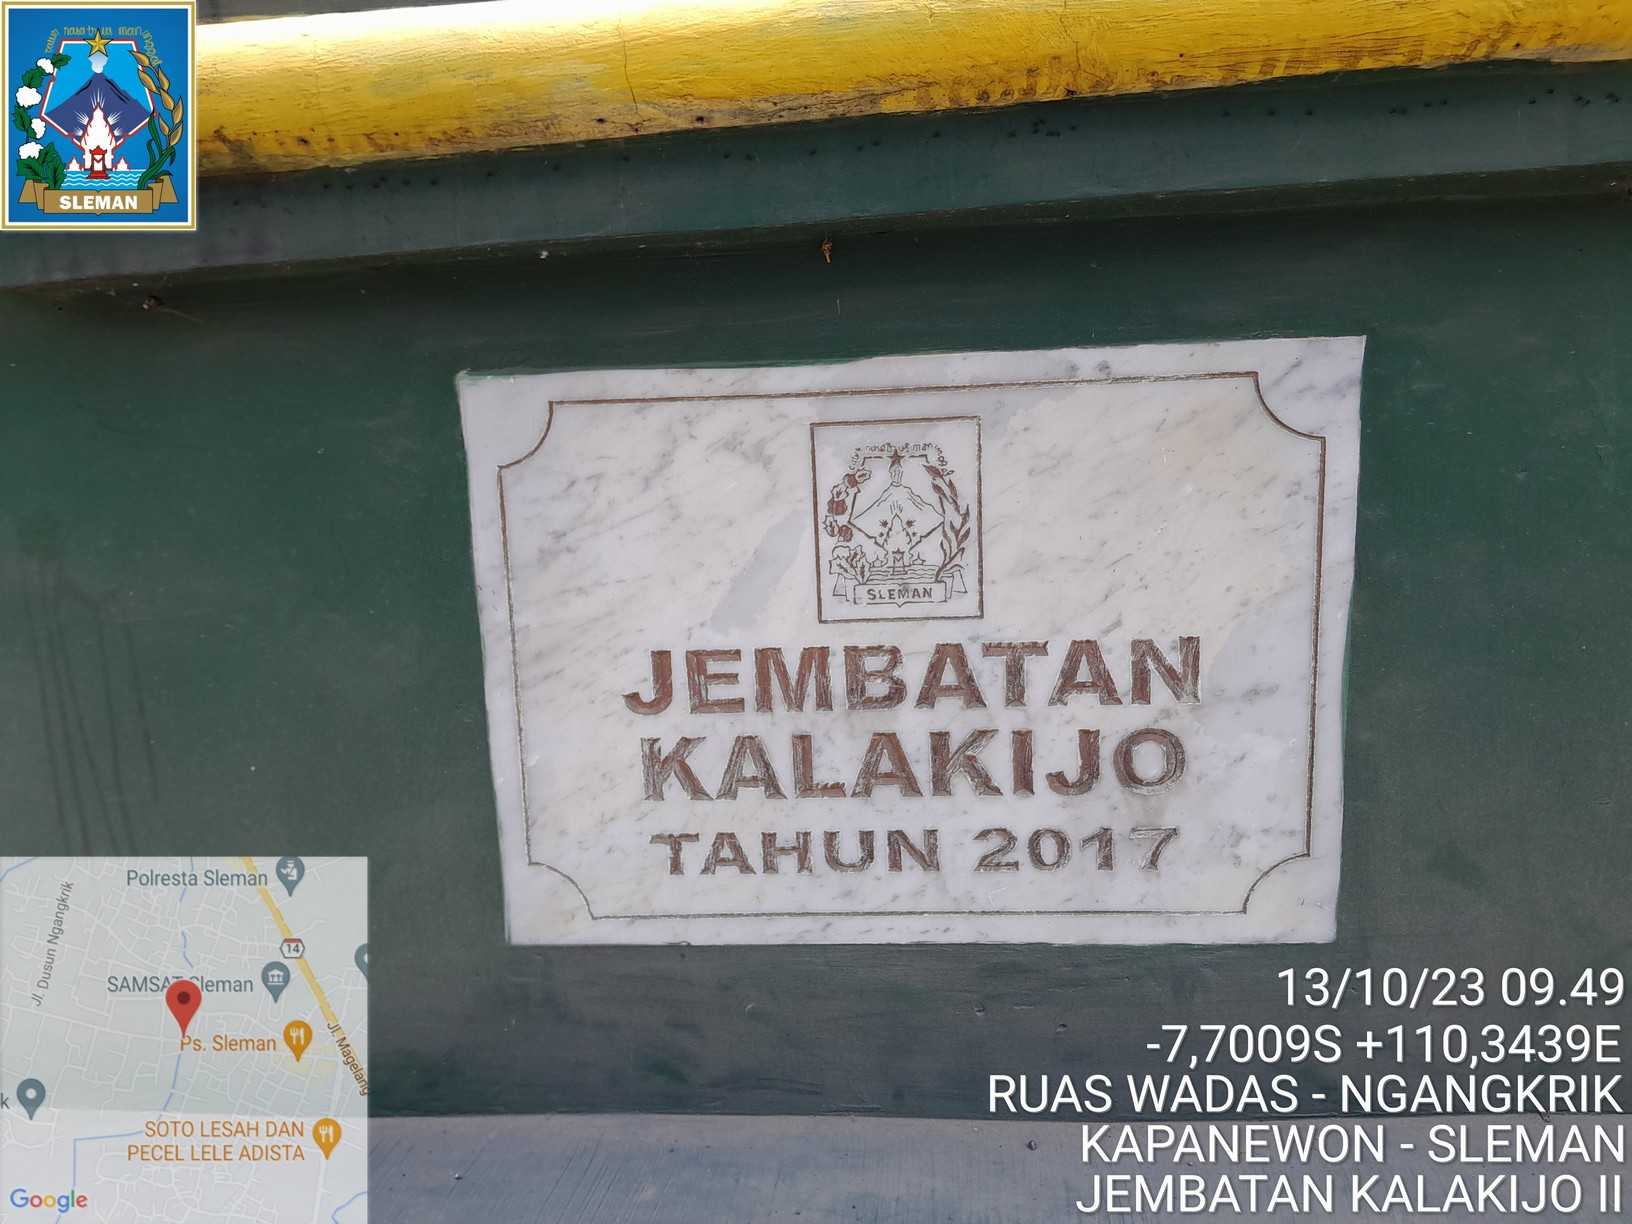 SLEMAN
SLEMAN
JEMBATAN
KALAKIJO
TAHUN 2017
Polresta Sleman
Jl. Dusun Ngangkrik
14
SAMSAT Sleman
Ps. Sleman
Jl. Magelang
k
SOTO LESAH DAN
PECEL LELE ADISTA
Google
13/10/23 09.49
-7,7009S +110,3439E
RUAS WADAS - NGANGKRIK
KAPANEWON - SLEMAN
JEMBATAN KALAKIJO II